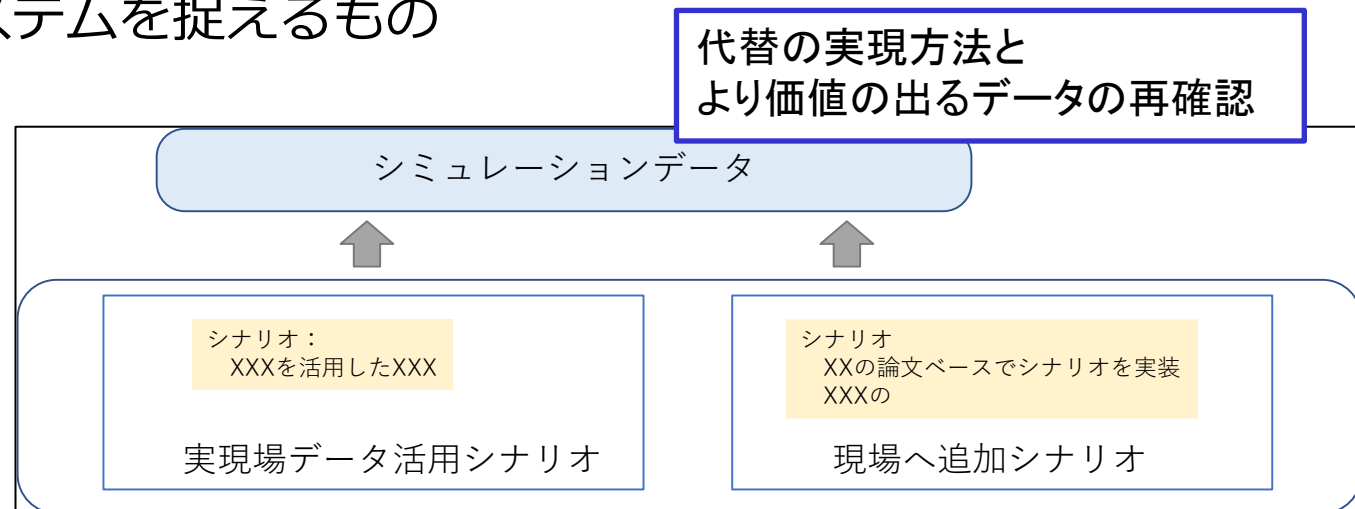 ステムを捉えるもの
代替の実現方法と
より価値の出るデータの再確認
シミュレーションデータ
シナリオ：
XXXを活用したXXX
実現場データ活用シナリオ
シナリオ
XXの論文ベースでシナリオを実装
XXXの
現場へ追加シナリオ